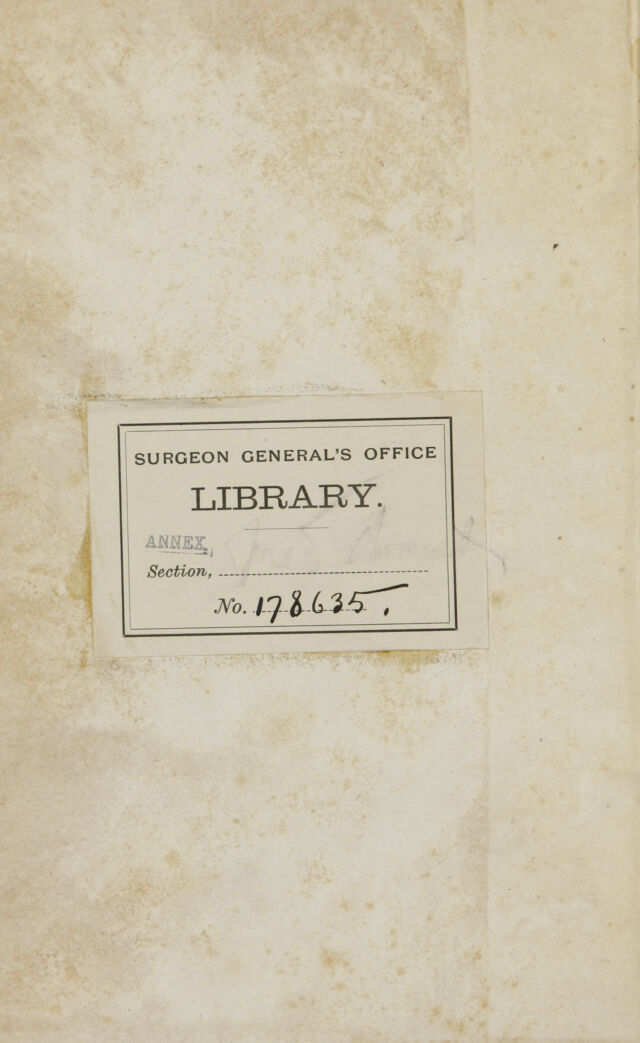 SURGEON GENERAL'S OFFICE
LIBRARY.
ANNEX,
Section,
No. 178635.